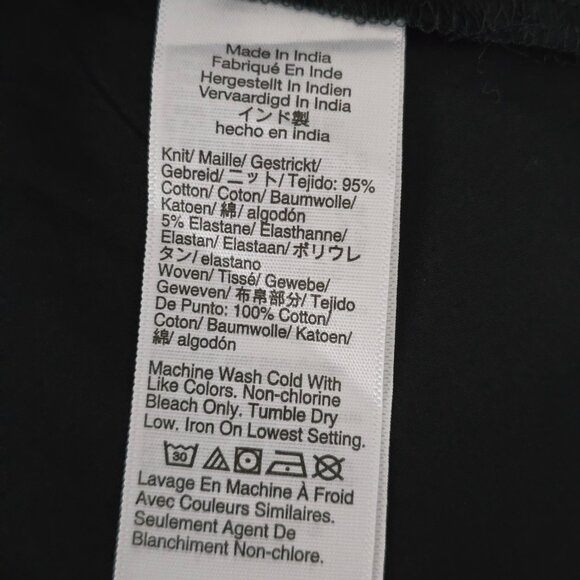 Made In India
Fabriqué En Inde
Hergestellt In Indien
Vervaardigd In India
インド製
hecho en india
Knit/ Maille/ Gestrickt/
Gebreid/ ニット/ Tejido: 95%
Cotton/ Coton/ Baumwolle/
Katoen/ 綿/ algodón
5% Elastane/ Elasthanne/
Elastan/ Elastaan/ ポリウレ
タン/ elastano
Woven/ Tissé/ Gewebe/
Geweven/ 布帛部分/ Tejido
De Punto: 100% Cotton/
Coton/ Baumwolle/ Katoen/
綿/ algodón
Machine Wash Cold With
Like Colors. Non-chlorine
Bleach Only. Tumble Dry
Low. Iron On Lowest Setting.
30
Lavage En Machine À Froid
Avec Couleurs Similaires.
Seulement Agent De
Blanchiment Non-chlore.